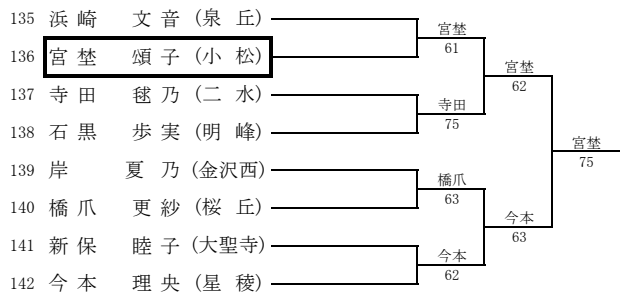 135 浜崎 文音 (泉丘)
136 宮埜 頌子 (小松)
137 寺田 毬乃 (二水)
138 石黒 歩実 (明峰)
139 岸 夏乃 (金沢西)
140 橋爪 更紗 (桜丘)
141 新保 睦子 (大聖寺)
142 今本 理央 (星稜)
宮埜
61
寺田
75
橋爪
63
今本
62
宮埜
62
今本
63
宮埜
75